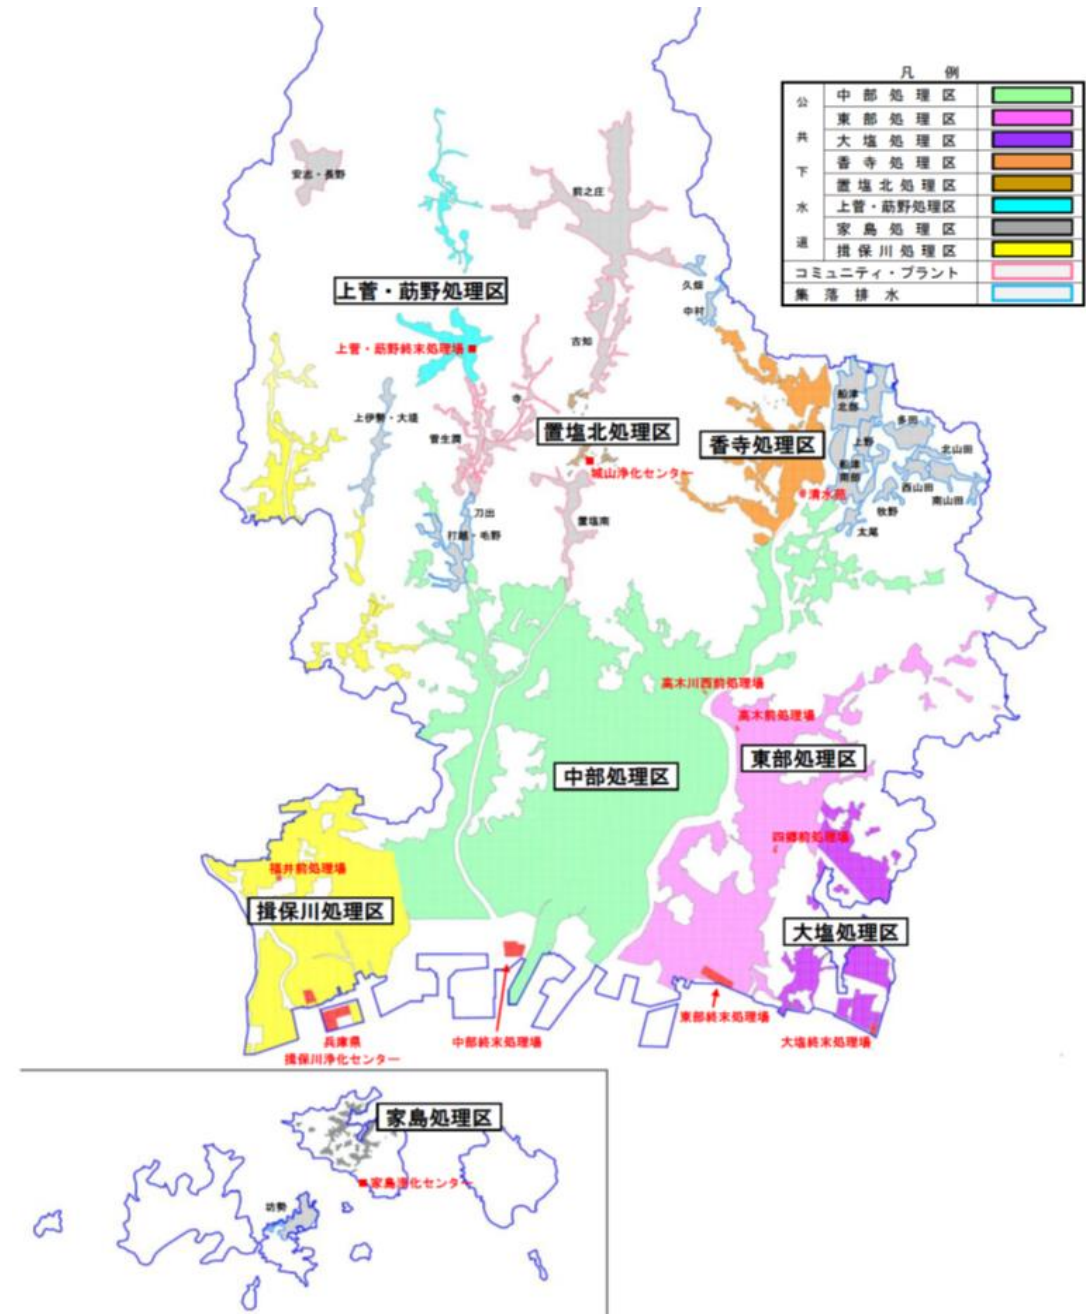 凡 例
公共下水道
中部処理区
東部処理区
大塩処理区
香寺処理区
置塩北処理区
上菅・莇野処理区
家島処理区
揖保川処理区
コミュニティ・プラント
集落排水
安志・長野
前之庄
久畑
中村
上菅・莇野処理区
上菅・莇野終末処理場
古知
寺
上伊勢・大堤
菅生澗
置塩北処理区
城山浄化センター
香寺処理区
清水苑
船津
北部
多田
上野
北山田
船津
南部
西山田
南山田
牧野
太尾
刀出
打越・毛野
置塩南
高木川西前処理場
高木前処理場
東部処理区
中部処理区
四郷前処理場
福井前処理場
揖保川処理区
大塩処理区
兵庫県
揖保川浄化センター
中部終末処理場
東部終末処理場
大塩終末処理場
家島処理区
家島浄化センター
坊勢